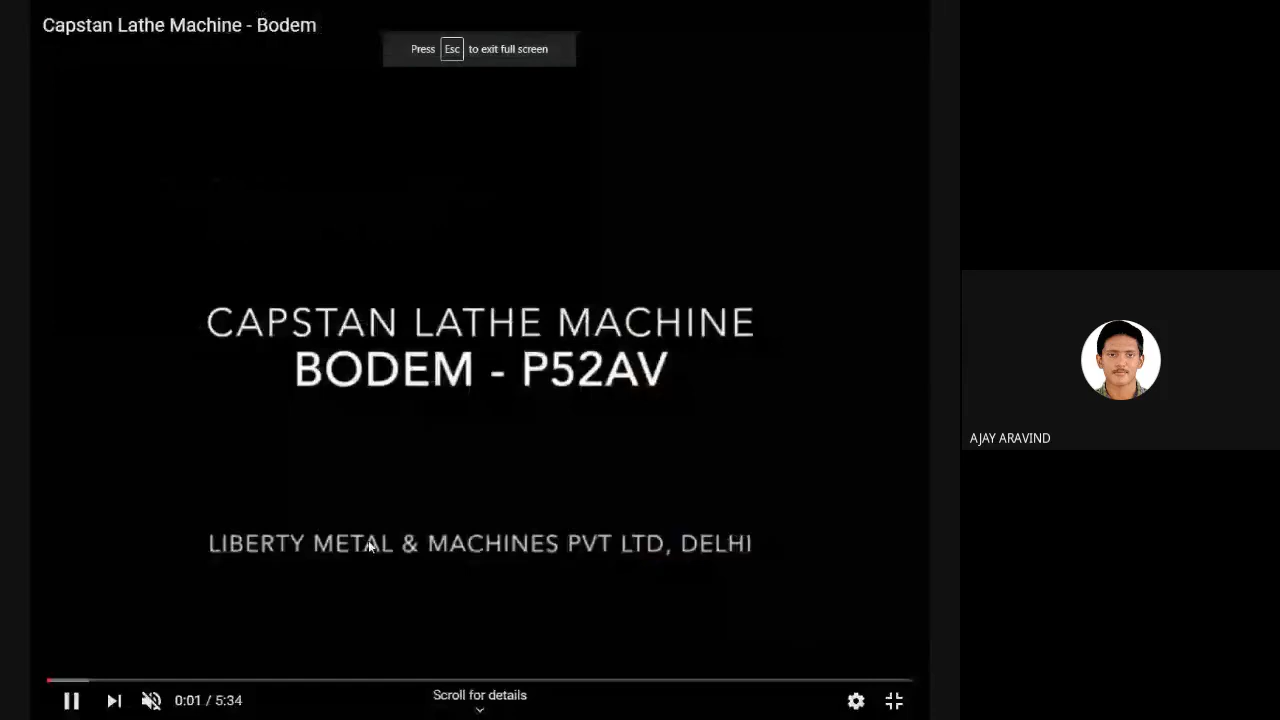 Capstan Lathe Machine - Bodem
Press Esc to exit full screen
CAPSTAN LATHE MACHINE
BODEM - P52AV
LIBERTY METAL & MACHINES PVT LTD, DELHI
AJAY ARAVIND
0:01 / 5:34
Scroll for details